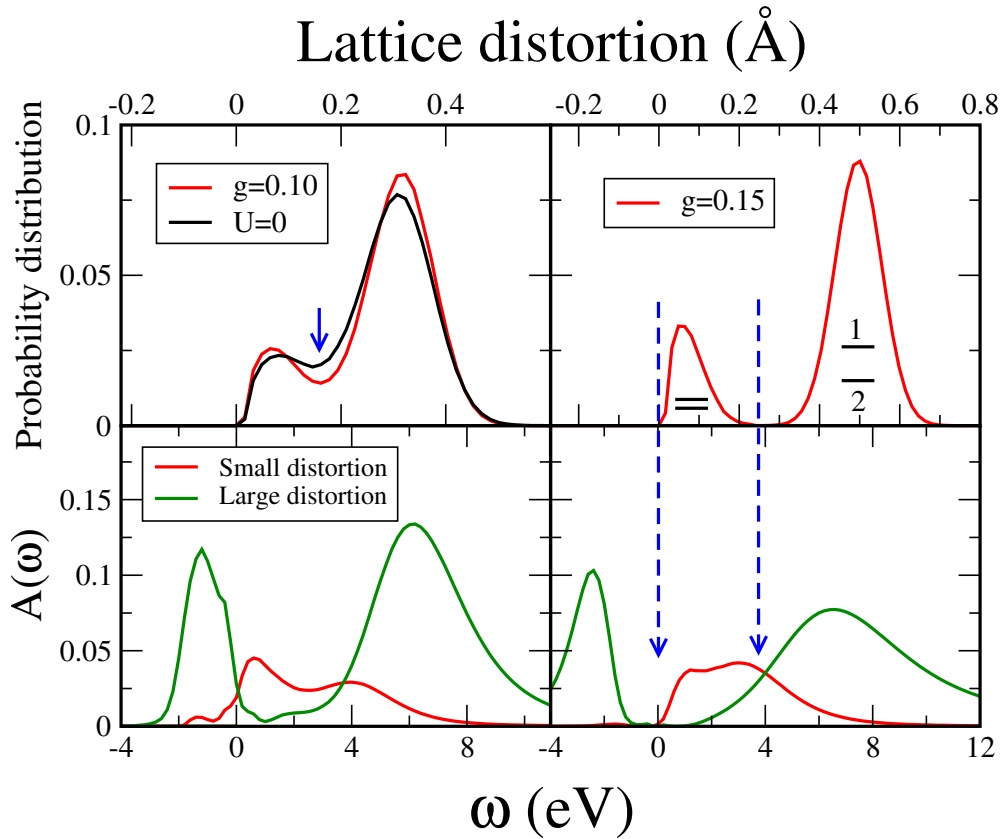 Lattice distortion (Å)
-0.2 0 0.2 0.4 -0.2 0 0.2 0.4 0.6 0.8
Probability distribution
0.1
0.05
0
g=0.10
U=0
g=0.15
1
2
A(ω)
0.15
0.1
0.05
0
Small distortion
Large distortion
-4 0 4 8 -4 0 4 8 12
ω (eV)